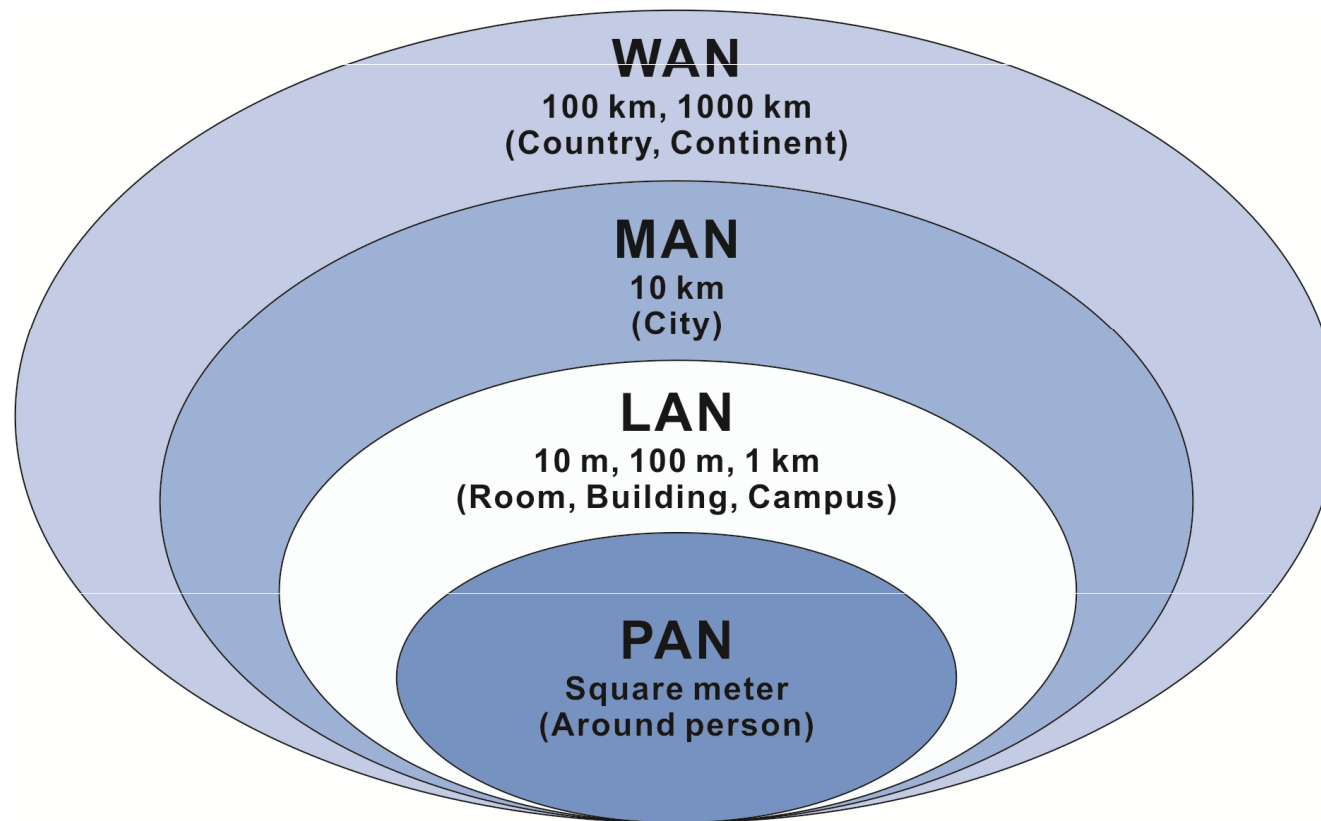 WAN
100 km, 1000 km
(Country, Continent)
MAN
10 km
(City)
LAN
10 m, 100 m, 1 km
(Room, Building, Campus)
PAN
Square meter
(Around person)